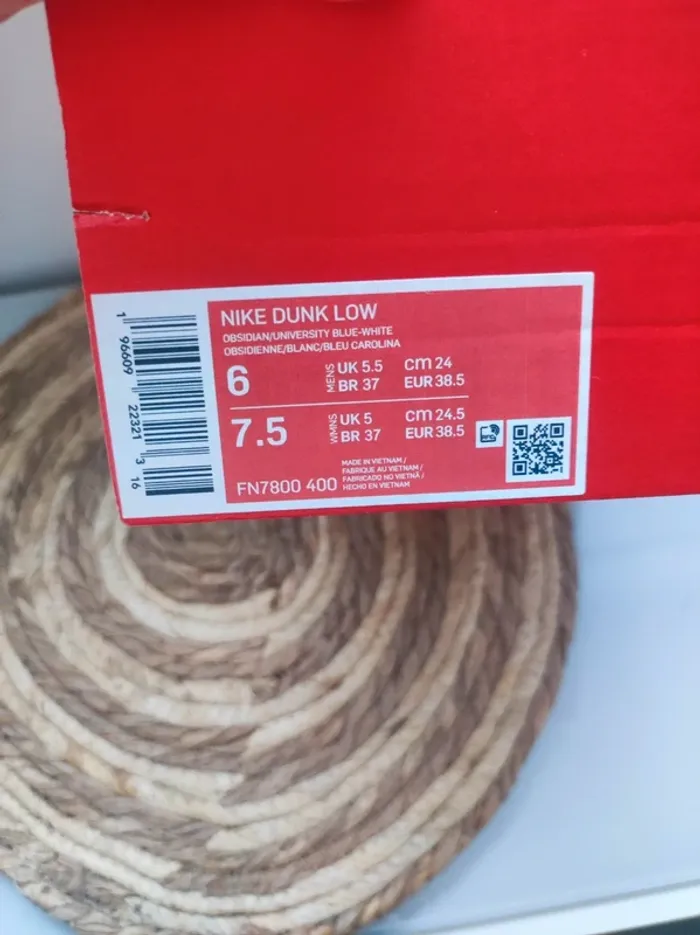 NIKE DUNK LOW
OBSIDIAN/UNIVERSITY BLUE-WHITE
OBSIDIENNE/BLANC/BLEU CAROLINA
6 MENS UK 5.5 cm 24
BR 37 EUR 38.5
7.5 WMNS UK 5 cm 24.5
BR 37 EUR 38.5
FN7800 400
MADE IN VIETNAM /
FABRIQUE AU VIETNAM /
FABRICADO NO VIETNÃ /
HECHO EN VIETNAM
1 96609 22321 3 16